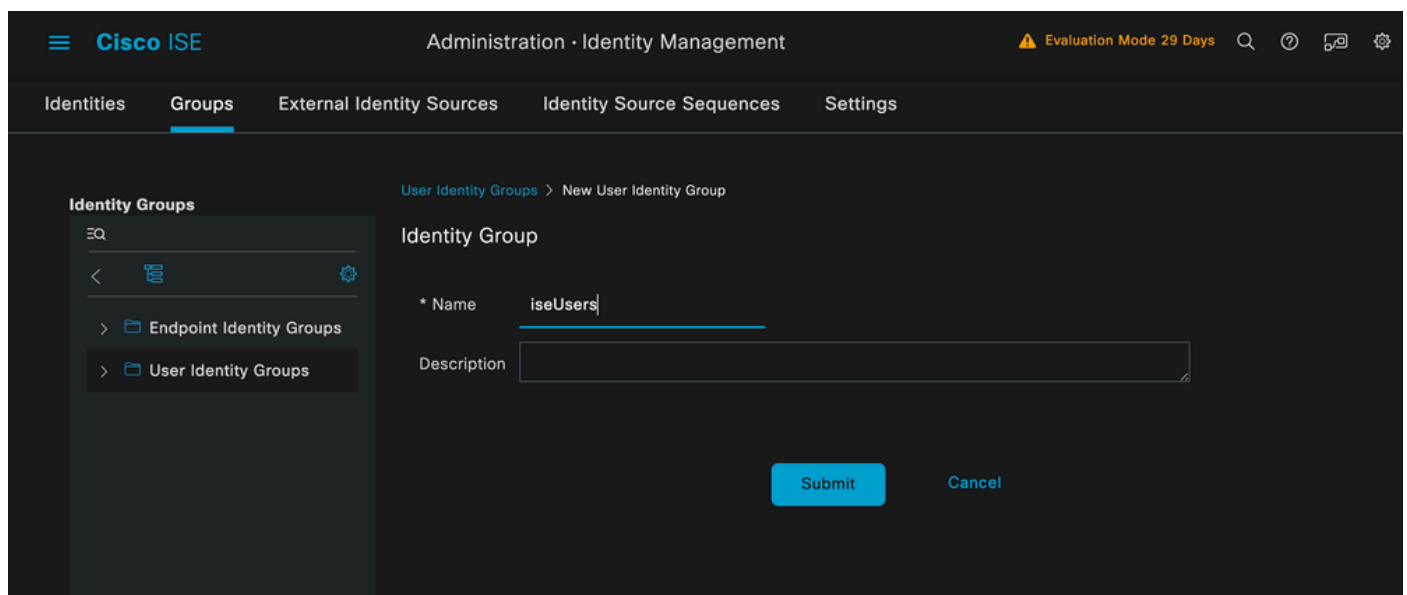 Cisco ISE
Administration · Identity Management
Evaluation Mode 29 Days
Identities
Groups
External Identity Sources
Identity Source Sequences
Settings
Identity Groups
Endpoint Identity Groups
User Identity Groups
User Identity Groups > New User Identity Group
Identity Group
* Name
iseUsers
Description
Submit
Cancel